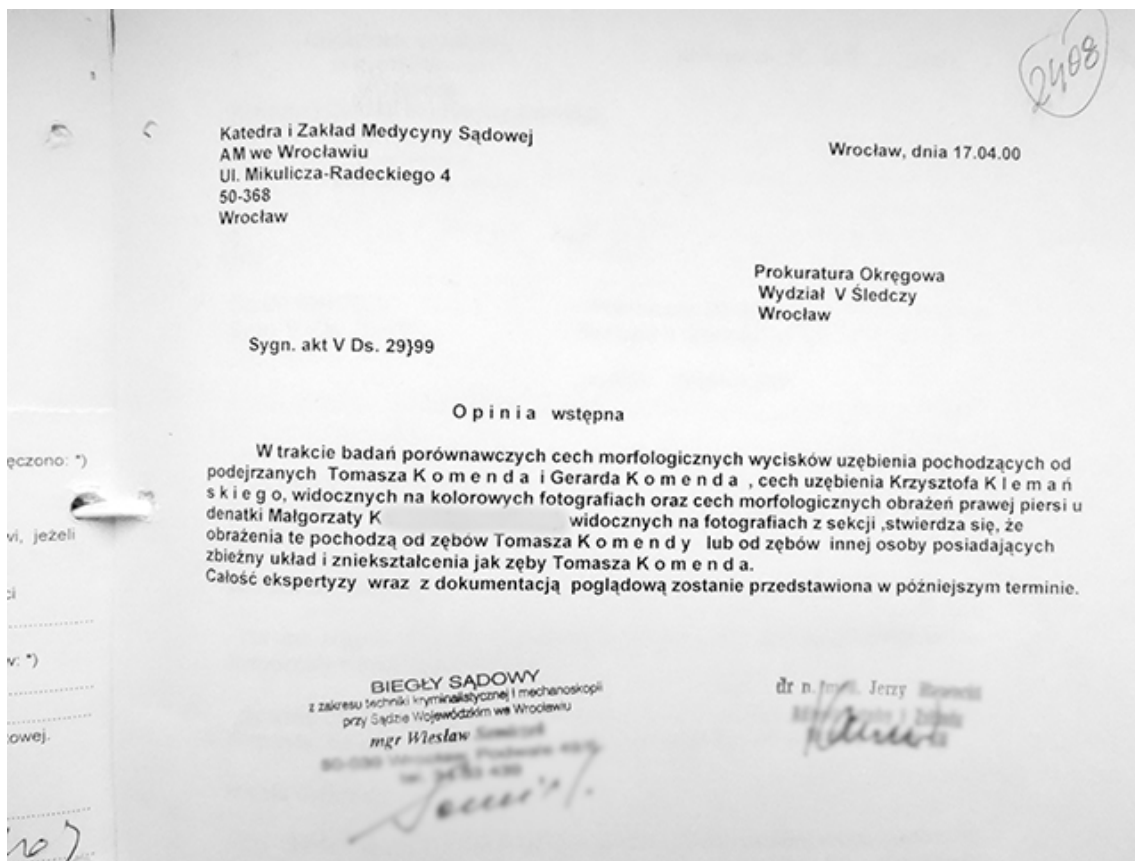 2408
Katedra i Zakład Medycyny Sądowej
AM we Wrocławiu
Ul. Mikulicza-Radeckiego 4
50-368
Wrocław
Wrocław, dnia 17.04.00
Prokuratura Okręgowa
Wydział V Śledczy
Wrocław
Sygn. akt V Ds. 29}99
O p i n i a wstępna
W trakcie badań porównawczych cech morfologicznych wycisków uzębienia pochodzących od
podejrzanych Tomasza K o m e n d a i Gerarda K o m e n d a , cech uzębienia Krzysztofa K l e m a ń
s k i e g o, widocznych na kolorowych fotografiach oraz cech morfologicznych obrażeń prawej piersi u
denatki Małgorzaty K widocznych na fotografiach z sekcji ,stwierdza się, że
obrażenia te pochodzą od zębów Tomasza K o m e n d y lub od zębów innej osoby posiadających
zbieżny układ i zniekształcenia jak zęby Tomasza K o m e n d a.
Całość ekspertyzy wraz z dokumentacją poglądową zostanie przedstawiona w późniejszym terminie.
ęczono: *)
wi, jeżeli
ci
w: *)
owej.
BIEGŁY SĄDOWY
z zakresu techniki kryminalistycznej i mechanoskopii
przy Sądzie Wojewódzkim we Wrocławiu
mgr Wiesław
dr n. Jerzy